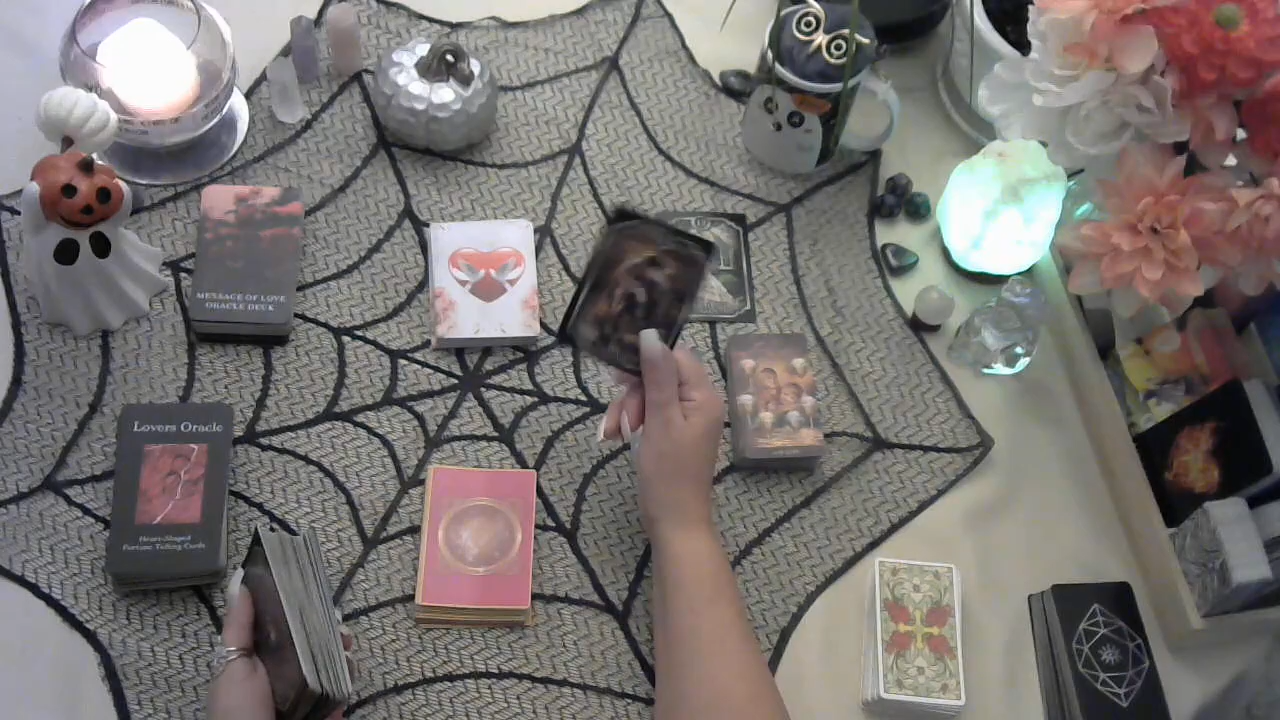 MESSAGE OF LOVE
ORACLE DECK
Lovers Oracle
Heart-Shaped
Fortune Telling Cards